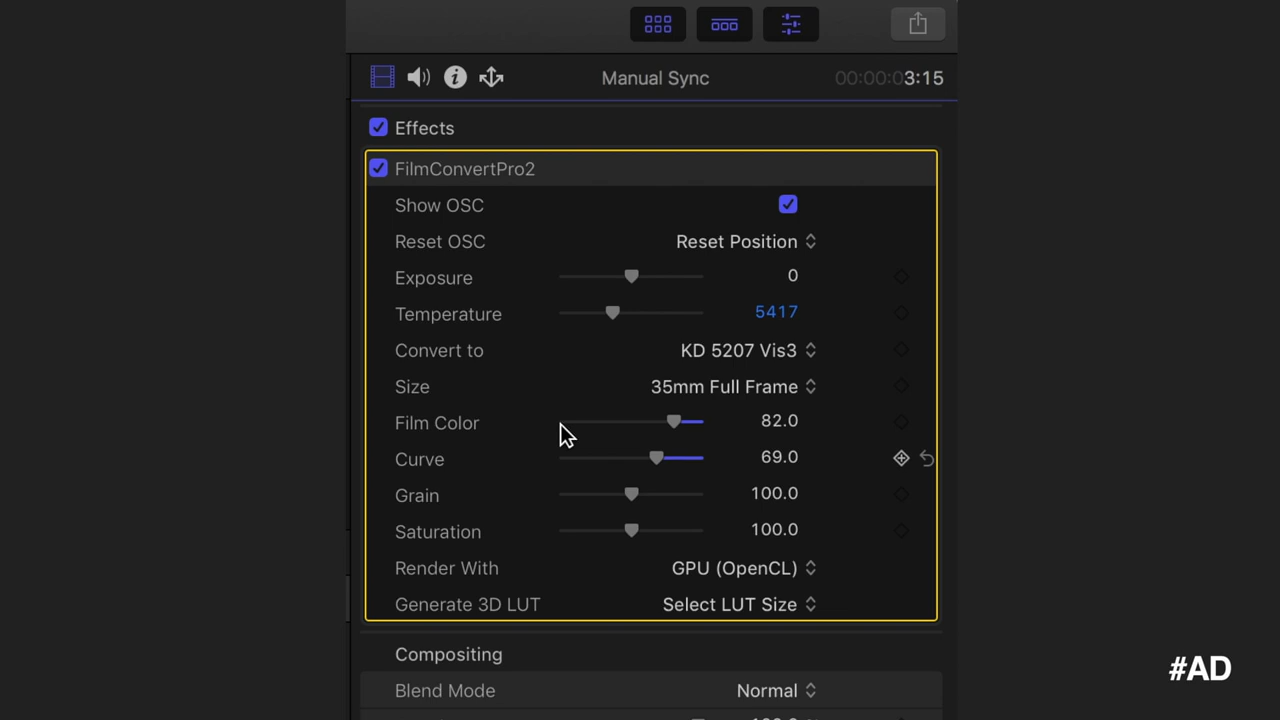 Manual Sync 00:00:03:15
Effects
FilmConvertPro2
Show OSC
Reset OSC Reset Position
Exposure 0
Temperature 5417
Convert to KD 5207 Vis3
Size 35mm Full Frame
Film Color 82.0
Curve 69.0
Grain 100.0
Saturation 100.0
Render With GPU (OpenCL)
Generate 3D LUT Select LUT Size
Compositing
#AD
Blend Mode Normal